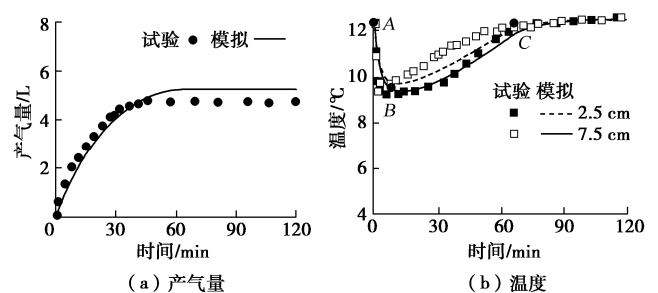 8
6
4
2
试验 模拟
产气量/L
0 30 60 90 120
时间/min
(a)产气量
12
10
8
6
4
A
B
C
温度/℃
试验 模拟
2.5 cm
7.5 cm
0 30 60 90 120
时间/min
(b)温度